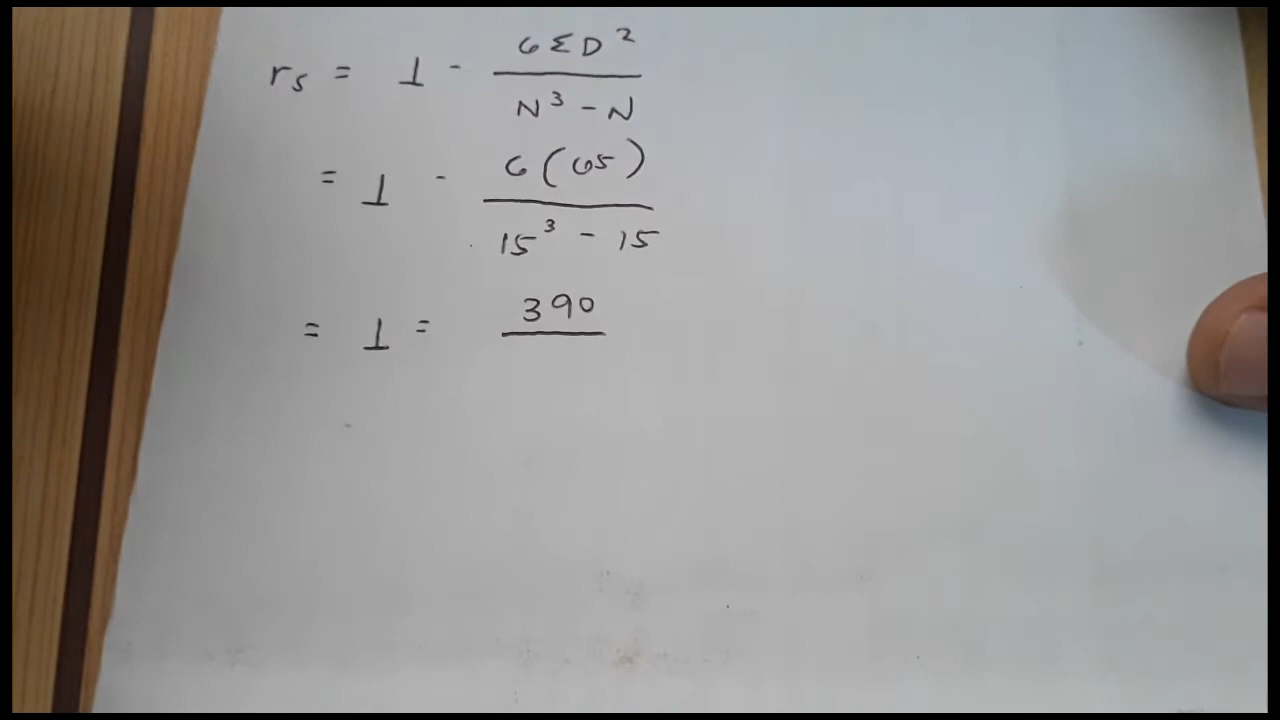 rs = 1 - 6ΣD² / N³ - N
= 1 - 6(65) / 15³ - 15
= 1 = 390